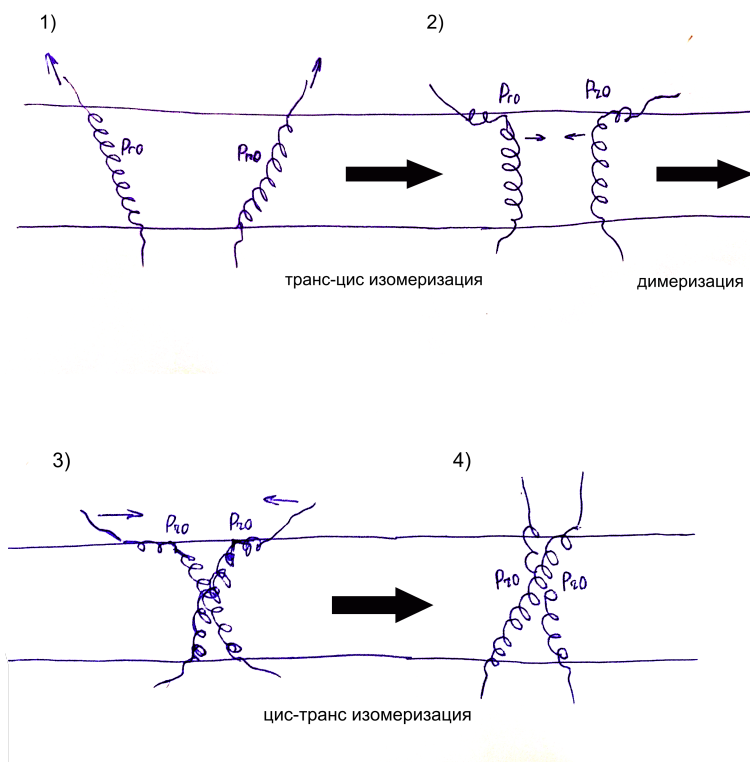 1)
2)
Pro
Pro
Pro
Pro
транс-цис изомеризация
димеризация
3)
4)
Pro
Pro
Pro
Pro
цис-транс изомеризация